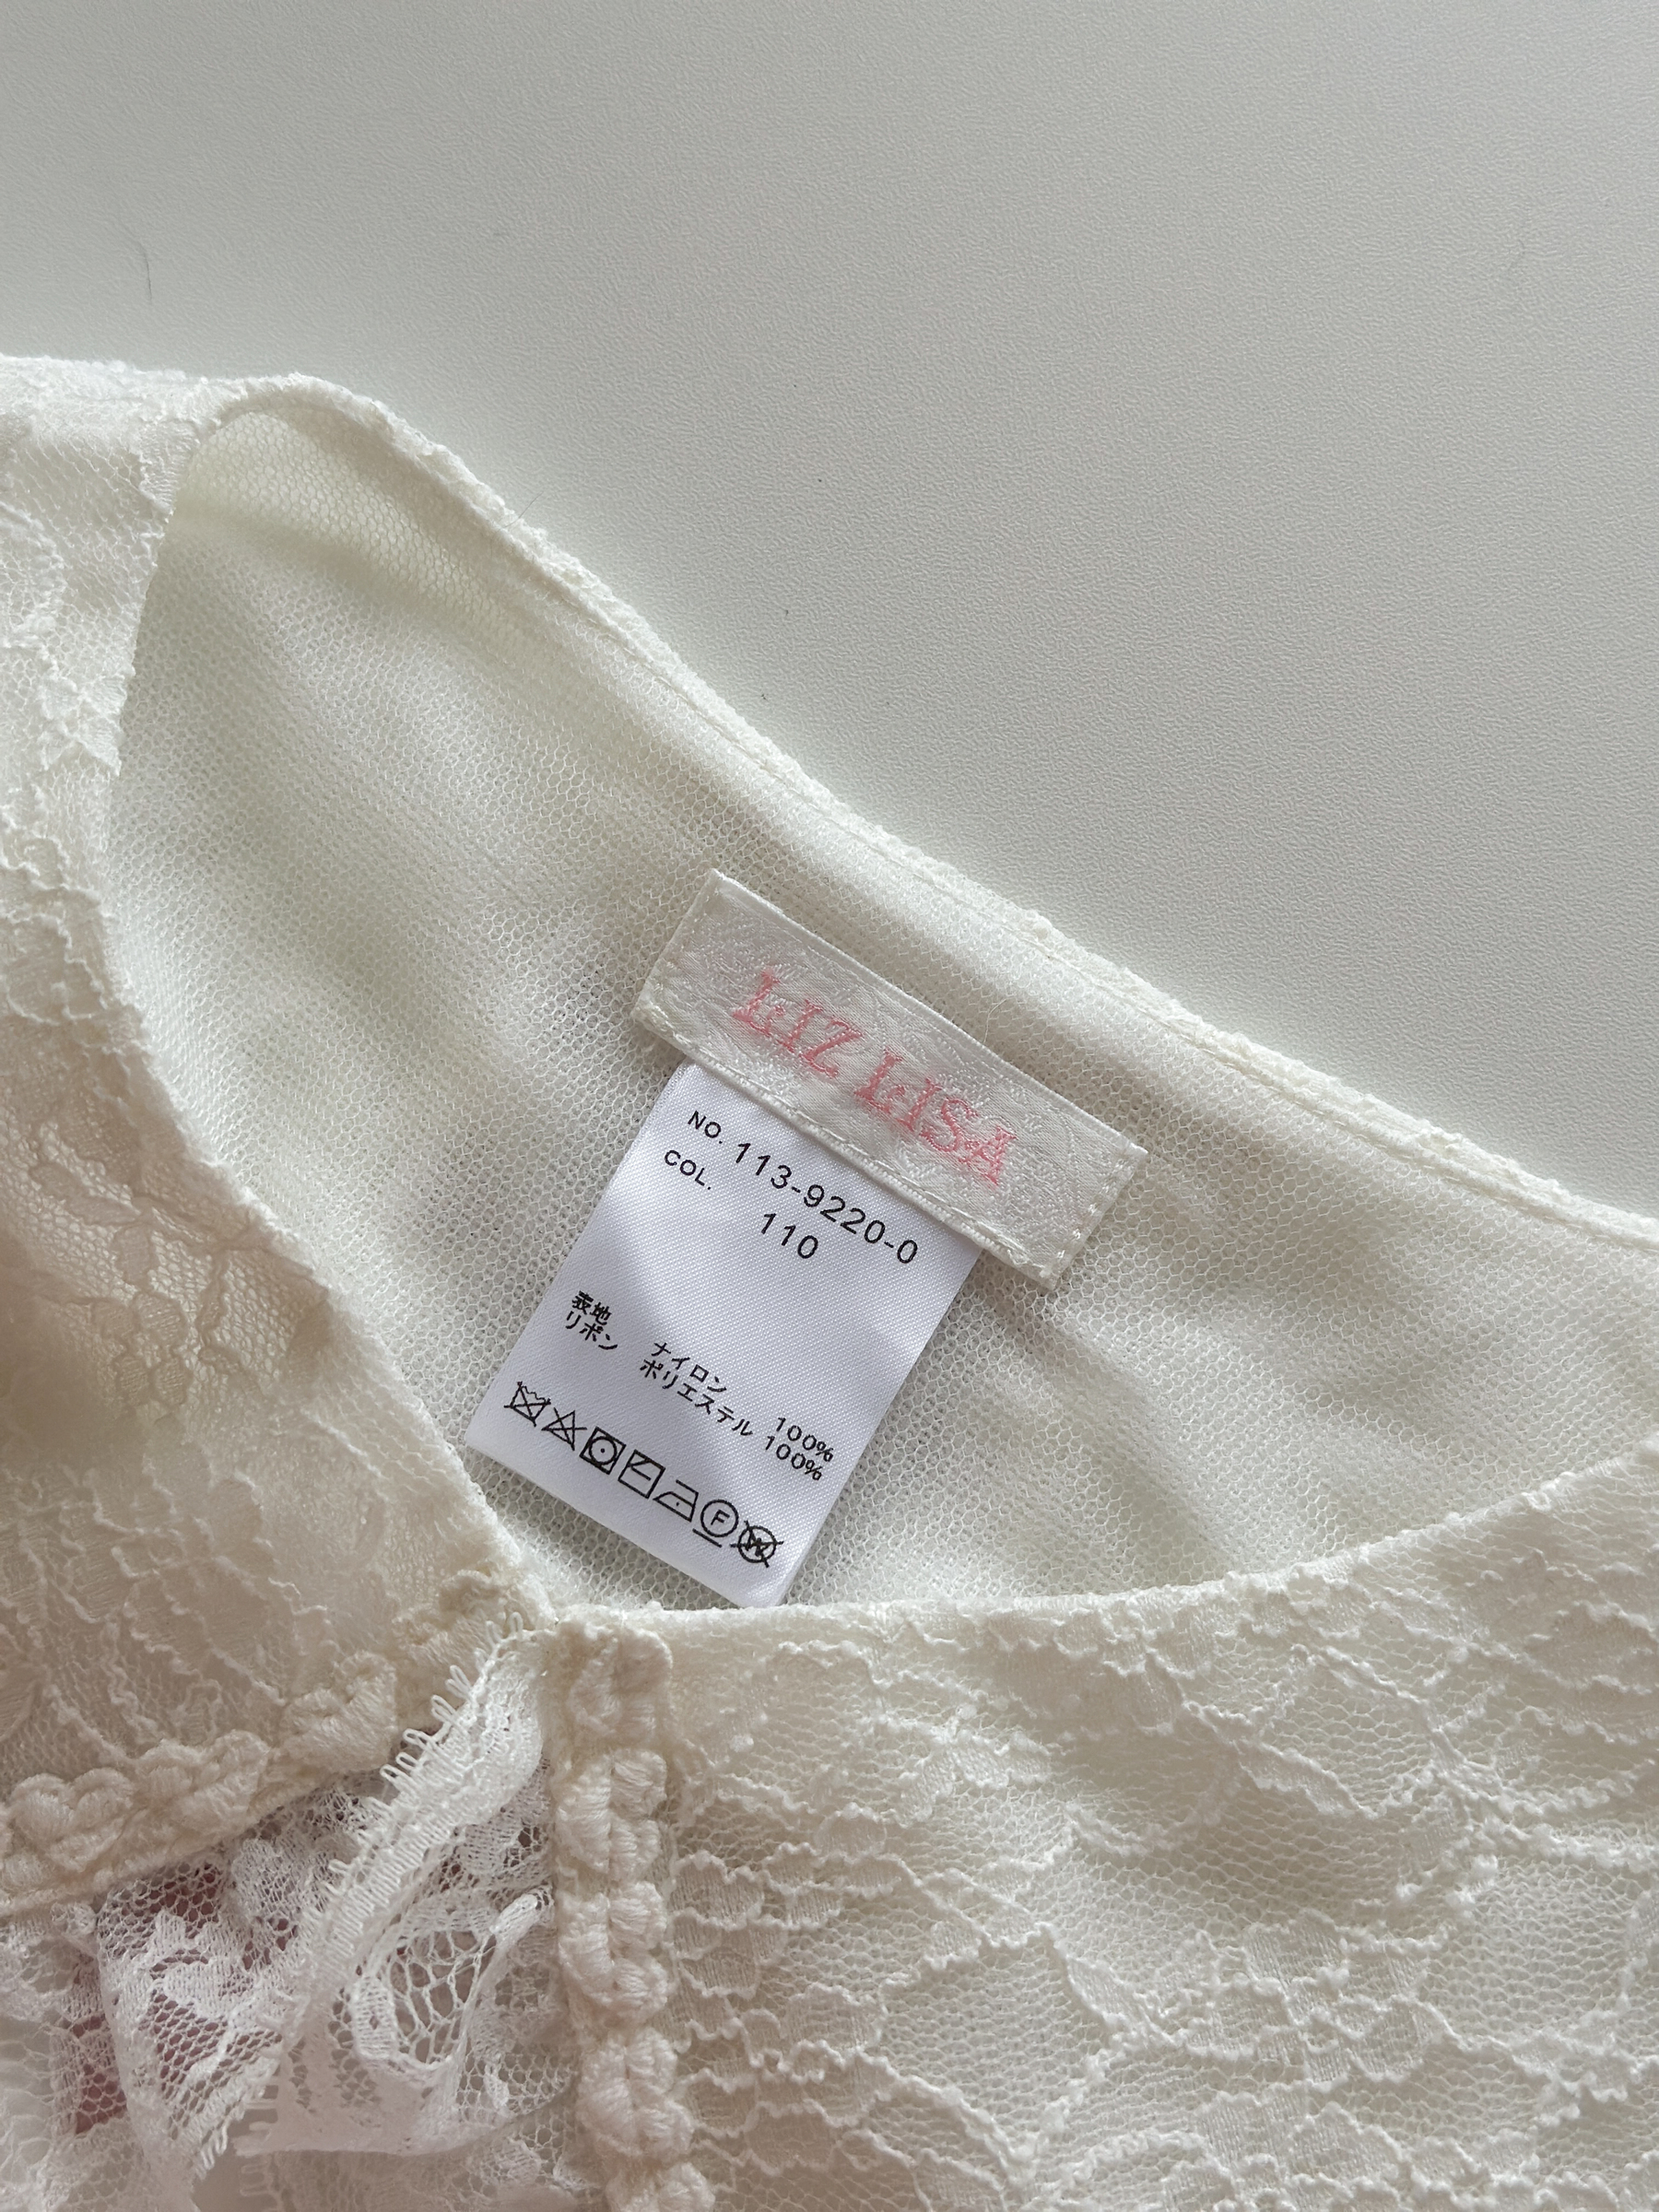 LIZ LISA
NO. 113-9220-0
COL. 110
表地 ナイロン 100%
リボン ポリエステル 100%
F
W